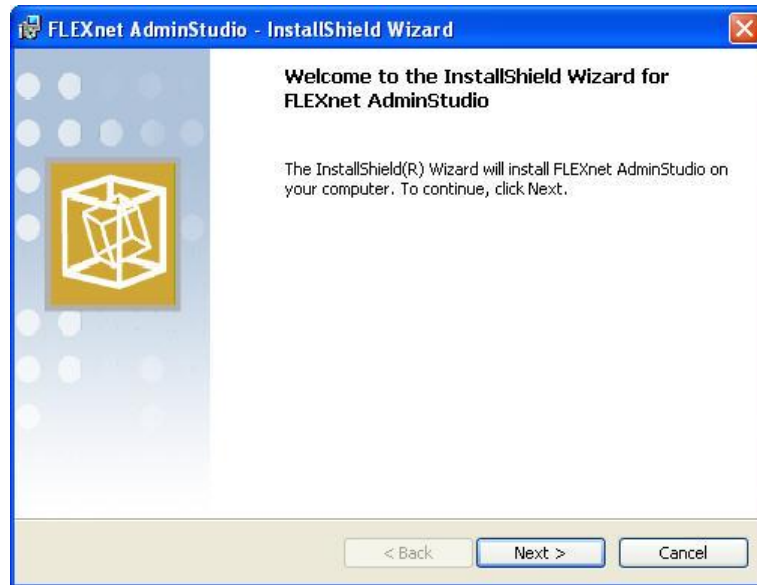 FLEXnet AdminStudio - InstallShield Wizard
Welcome to the InstallShield Wizard for
FLEXnet AdminStudio
The InstallShield(R) Wizard will install FLEXnet AdminStudio on
your computer. To continue, click Next.
< Back
Next >
Cancel